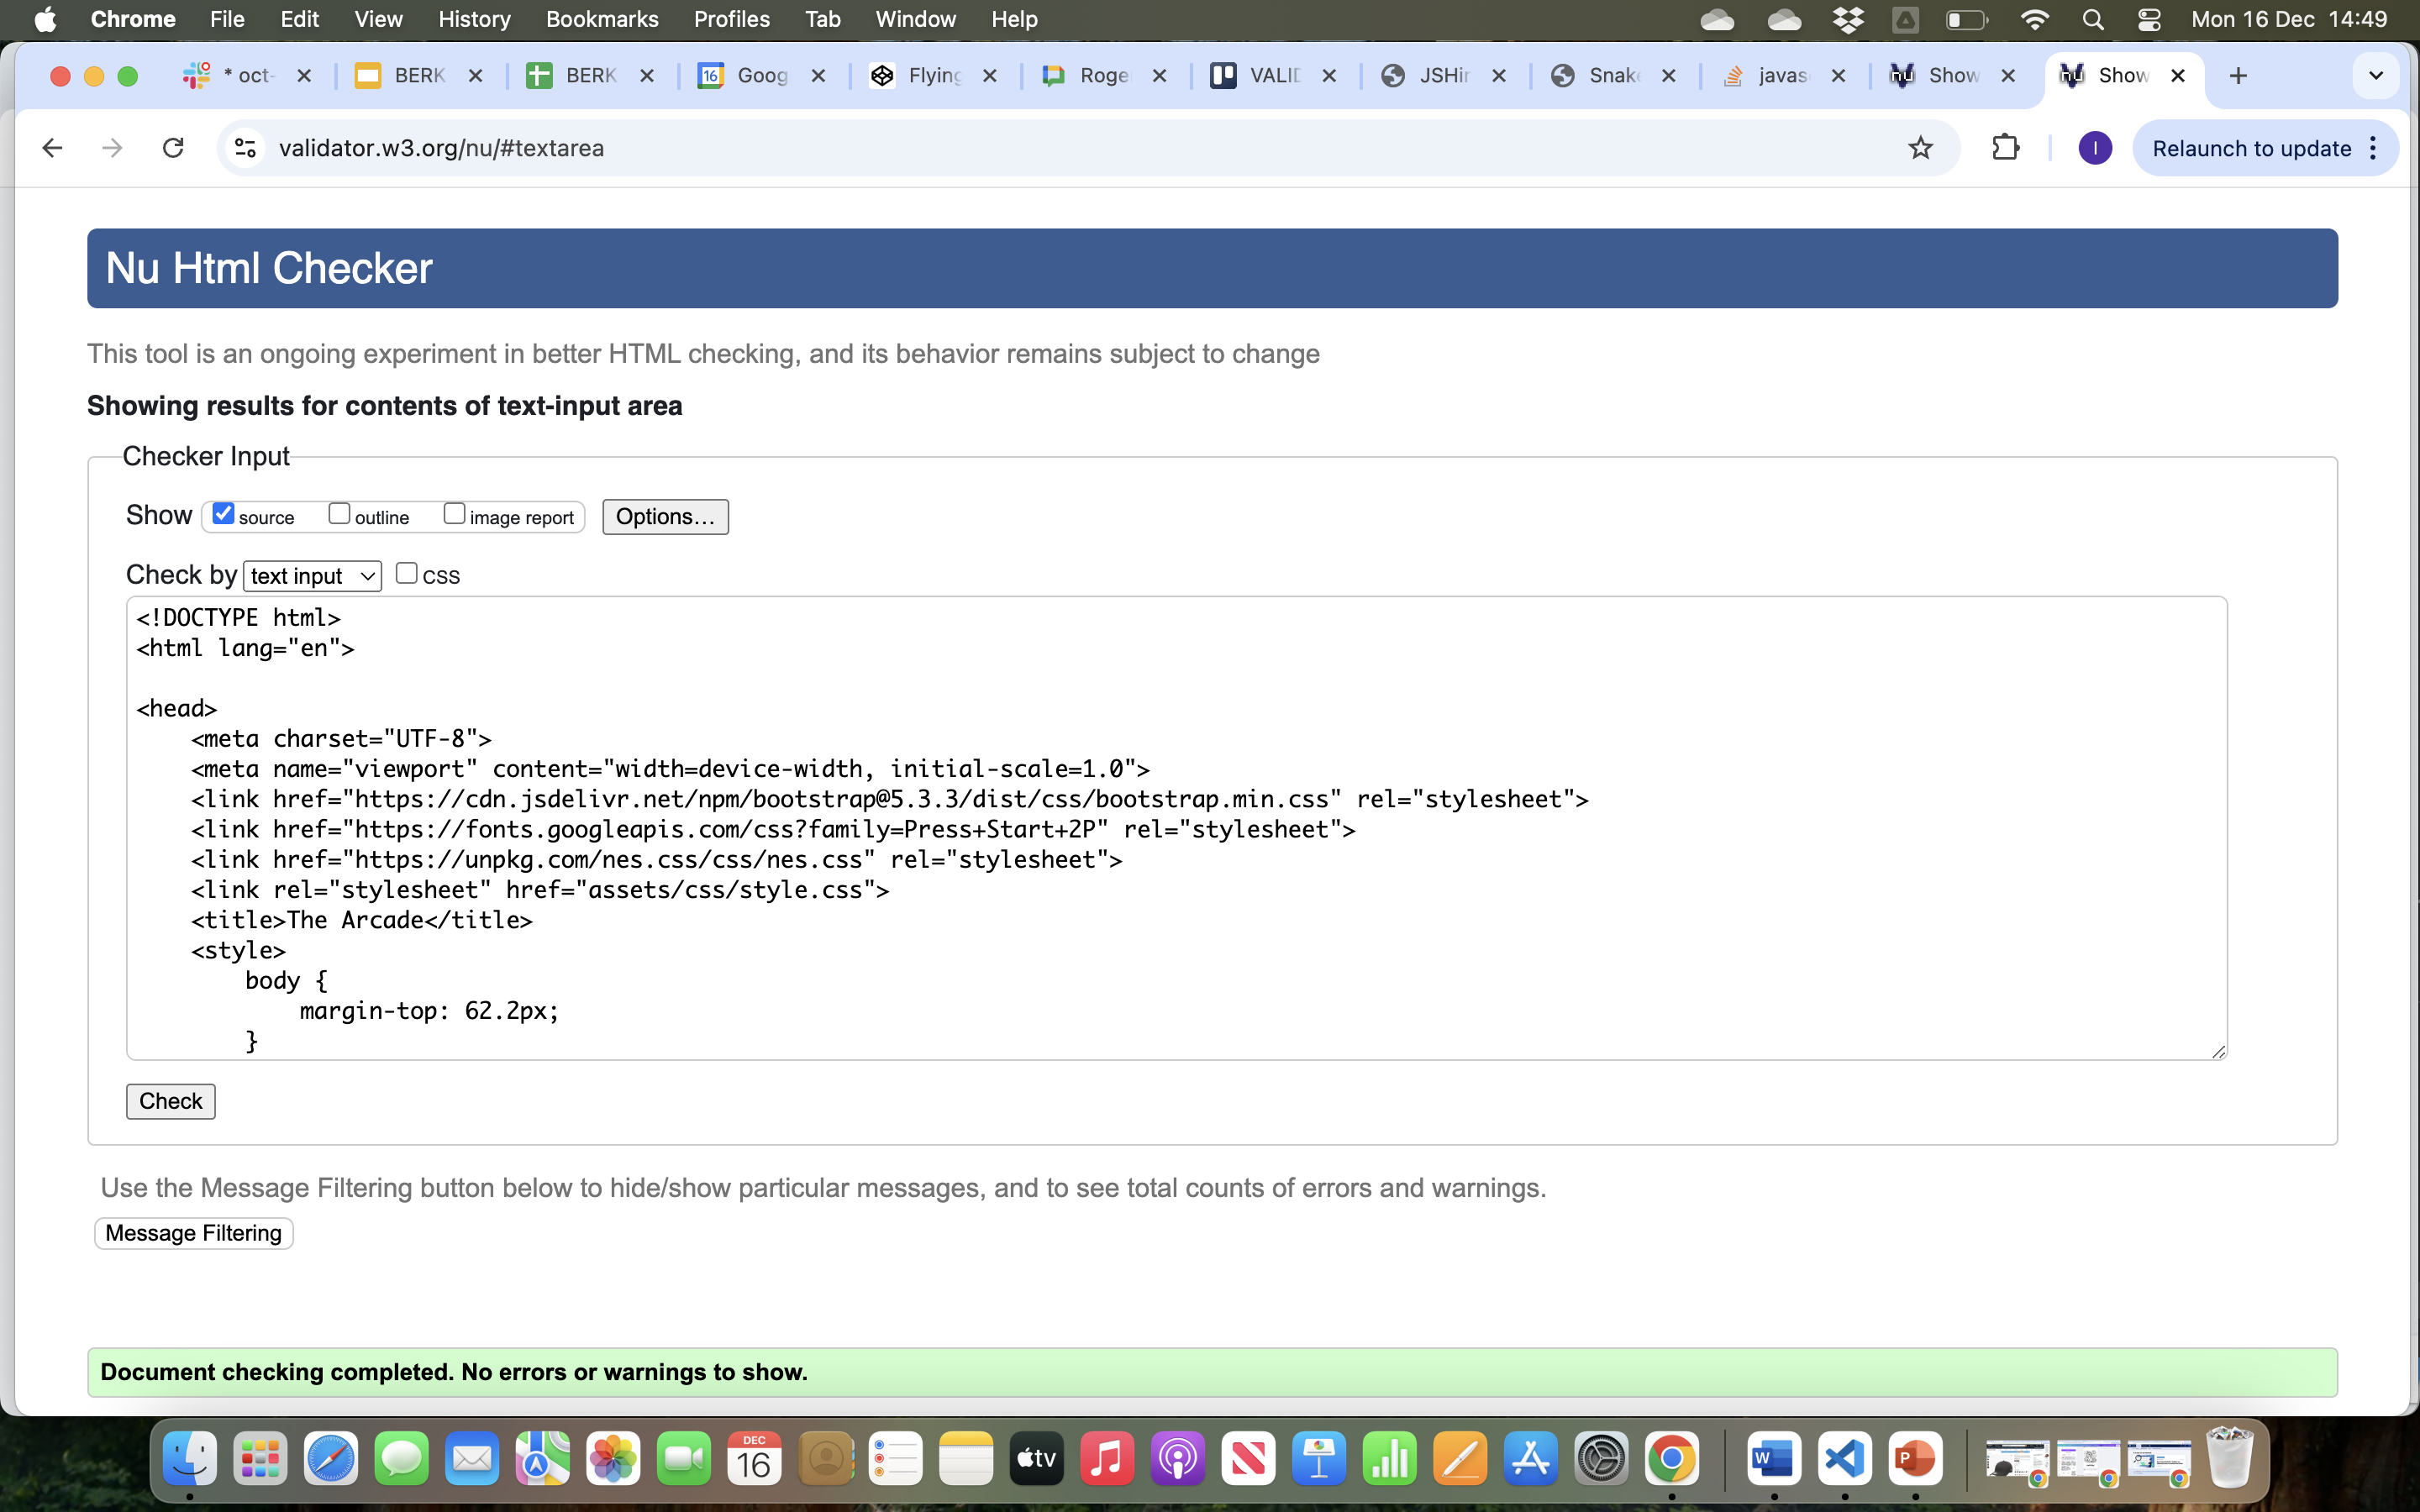 Chrome File Edit View History Bookmarks Profiles Tab Window Help Mon 16 Dec 14:49
* oct- BERK BERK 16 Goog Flying Roge VALID JSHin Snake javas Show Show
validator.w3.org/nu/#textarea I Relaunch to update
Nu Html Checker
This tool is an ongoing experiment in better HTML checking, and its behavior remains subject to change
Showing results for contents of text-input area
Checker Input
Show source outline image report Options...
Check by text input CSS
<!DOCTYPE html>
<html lang="en">
<head>
<meta charset="UTF-8">
<meta name="viewport" content="width=device-width, initial-scale=1.0">
<link href="https://cdn.jsdelivr.net/npm/bootstrap@5.3.3/dist/css/bootstrap.min.css" rel="stylesheet">
<link href="https://fonts.googleapis.com/css?family=Press+Start+2P" rel="stylesheet">
<link href="https://unpkg.com/nes.css/css/nes.css" rel="stylesheet">
<link rel="stylesheet" href="assets/css/style.css">
<title>The Arcade</title>
<style>
body {
margin-top: 62.2px;
}
Check
Use the Message Filtering button below to hide/show particular messages, and to see total counts of errors and warnings.
Message Filtering
Document checking completed. No errors or warnings to show.
DEC
16
tv
W
P